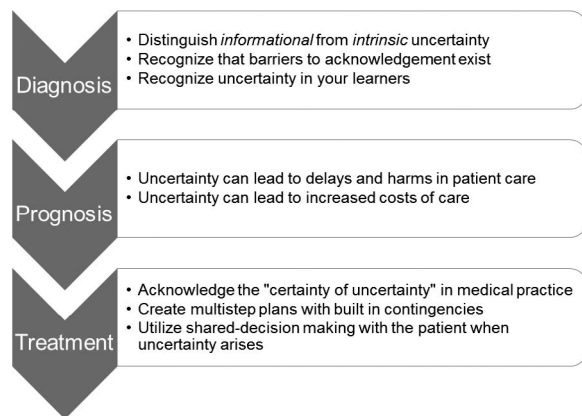 Diagnosis
• Distinguish informational from intrinsic uncertainty
• Recognize that barriers to acknowledgement exist
• Recognize uncertainty in your learners
Prognosis
• Uncertainty can lead to delays and harms in patient care
• Uncertainty can lead to increased costs of care
Treatment
• Acknowledge the "certainty of uncertainty" in medical practice
• Create multistep plans with built in contingencies
• Utilize shared-decision making with the patient when
uncertainty arises